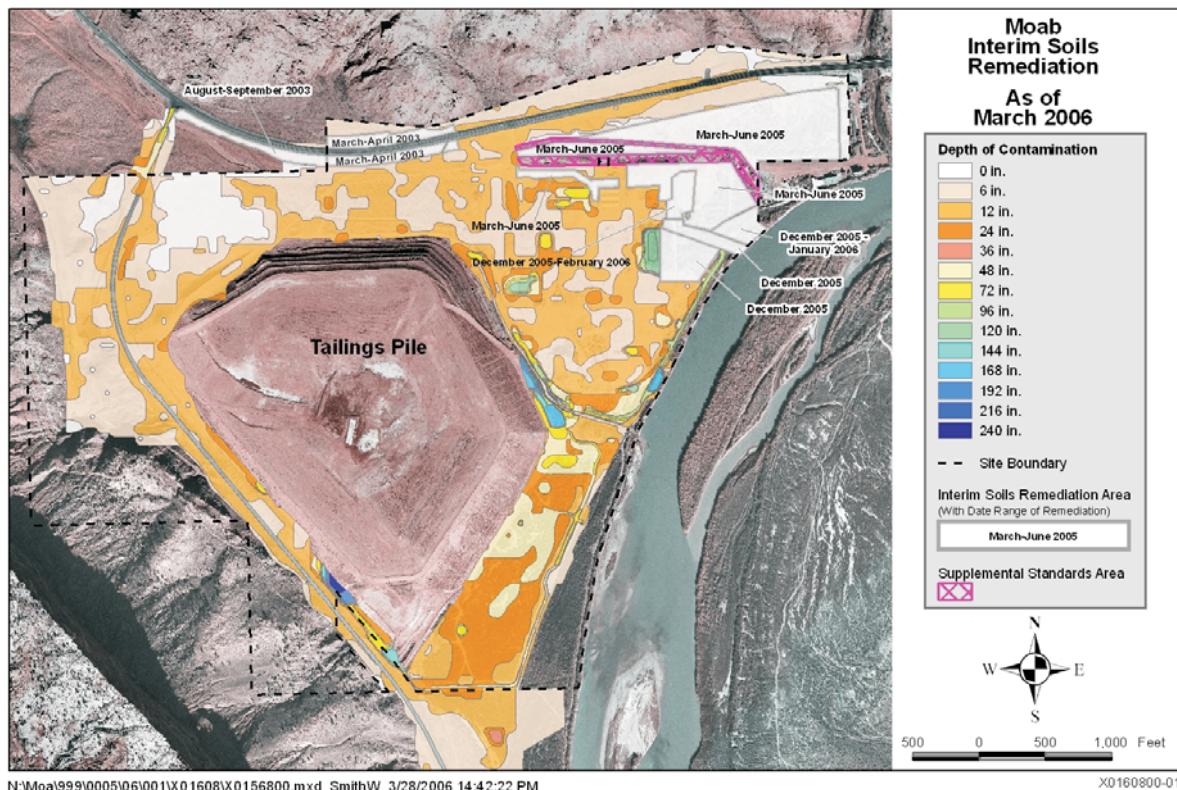 Moab
Interim Soils
Remediation
As of
March 2006
Depth of Contamination
0 in.
6 in.
12 in.
24 in.
36 in.
48 in.
72 in.
96 in.
120 in.
144 in.
168 in.
192 in.
216 in.
240 in.
Site Boundary
Interim Soils Remediation Area
(With Date Range of Remediation)
March-June 2005
Supplemental Standards Area
N
W E
S
500 0 500 1,000 Feet
August-September 2003
March-April 2003
March-April 2003
March-June 2005
March-June 2005
March-June 2005
March-June 2005
December 2005 -
January 2006
December 2005-February 2006
December 2005
December 2005
Tailings Pile
N:\Moa\999\0005\06\001\X01608\X0156800.mxd SmithW 3/28/2006 14:42:22 PM
X0160800-01